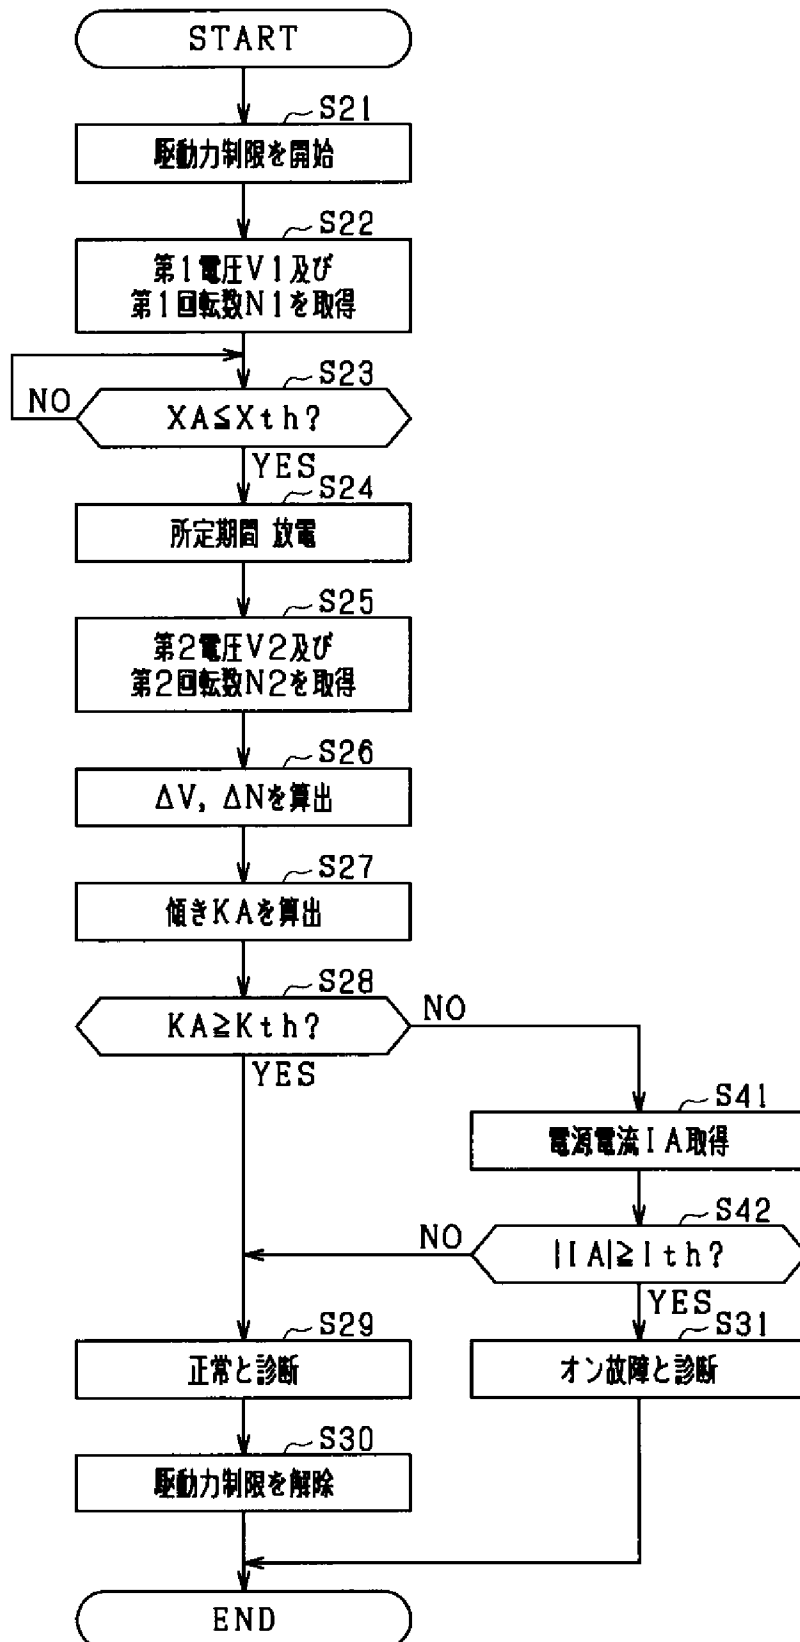 START
S21
駆動力制限を開始
S22
第1電圧V1及び
第1回転数N1を取得
S23
NO
XA≦Xth?
YES
S24
所定期間 放電
S25
第2電圧V2及び
第2回転数N2を取得
S26
ΔV, ΔNを算出
S27
傾きKAを算出
S28
KA≧Kth?
NO
YES
S41
電源電流IA取得
S42
NO
|IA|≧Ith?
YES
S29
正常と診断
S31
オン故障と診断
S30
駆動力制限を解除
END